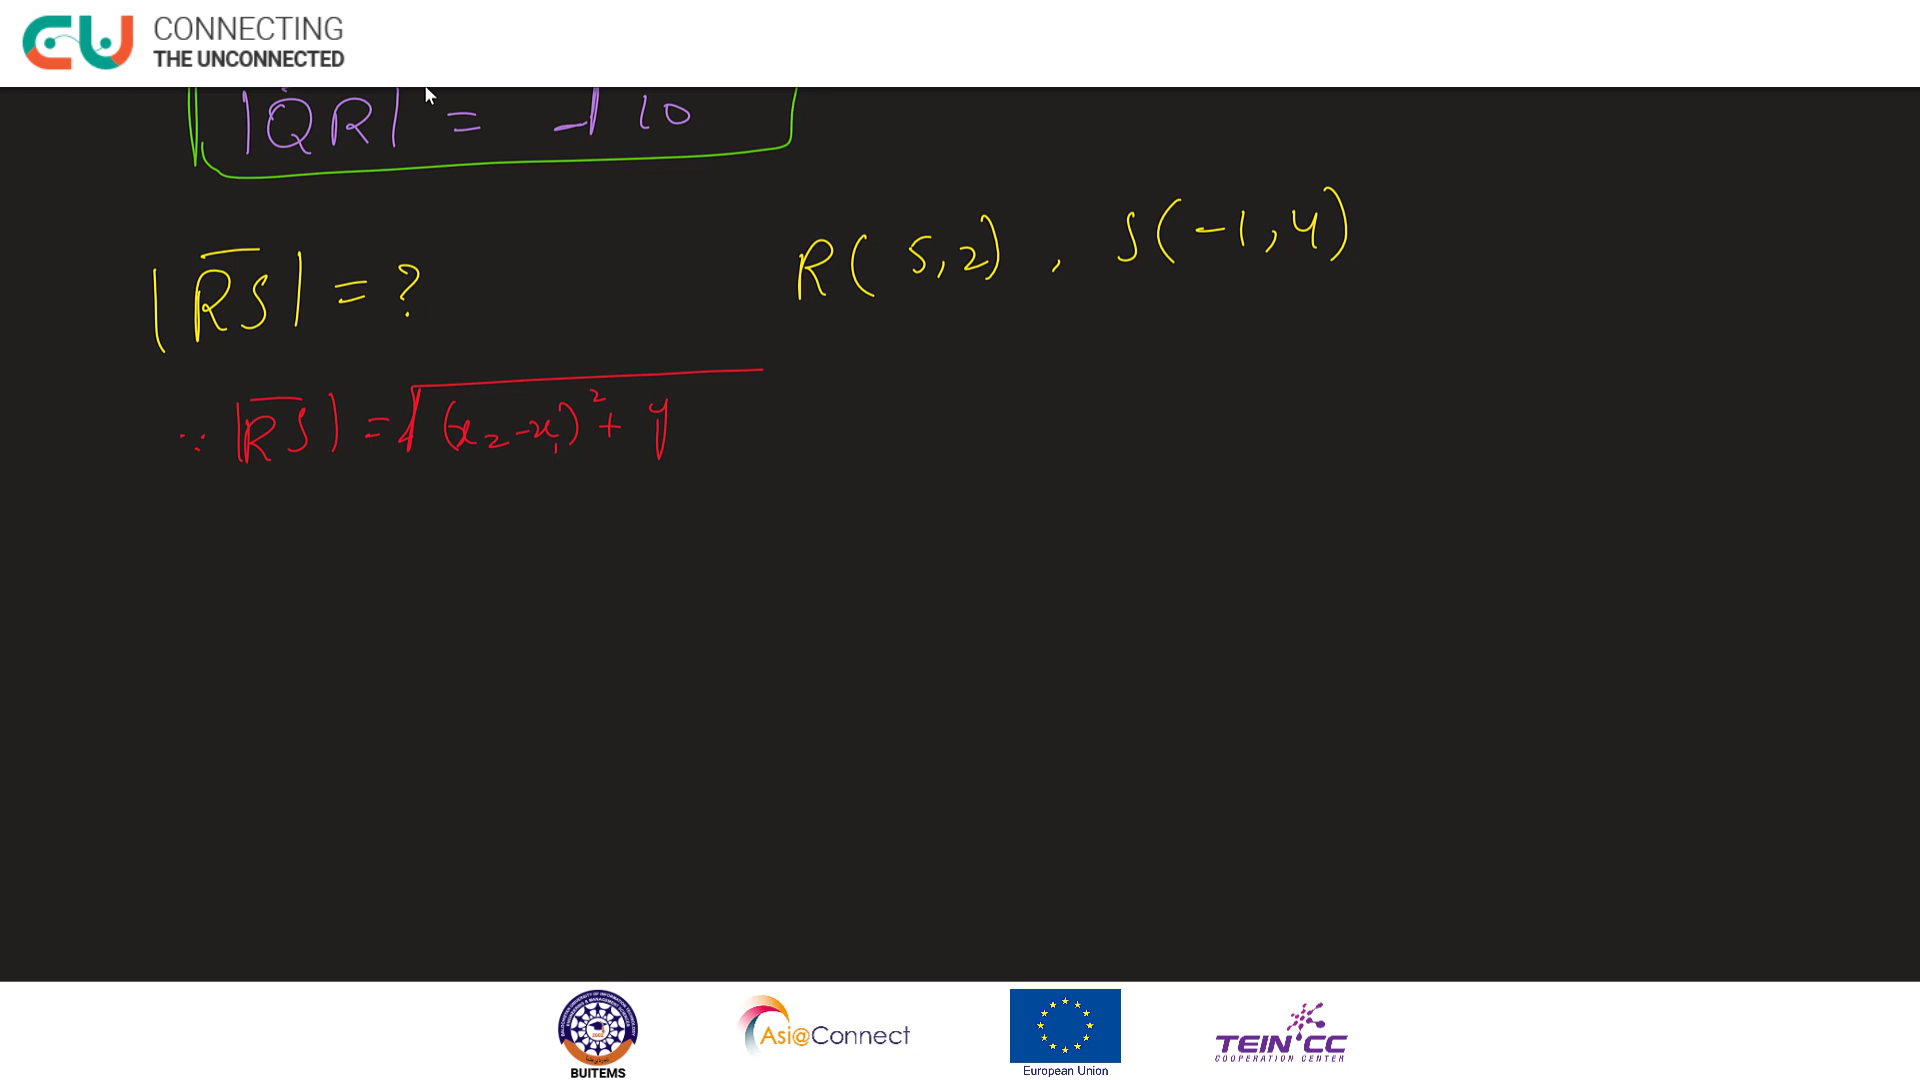 CONNECTING
THE UNCONNECTED
|QR| = √10
|RS| = ?
R(5,2), S(-1,4)
∵ |RS| = √(x₂-x₁)² + y
BUITEMS
Asi@Connect
European Union
TEIN*CC
COOPERATION CENTER